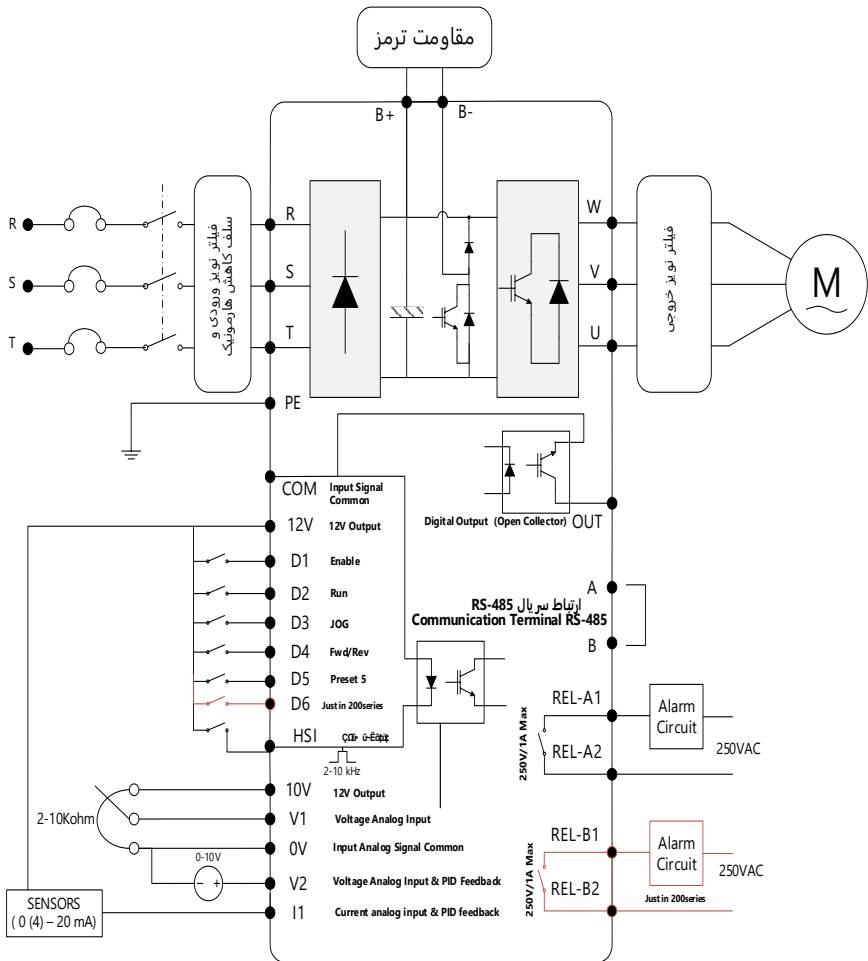 مقاومت ترمز
B+
B-
R
S
T
فیلتر نویز ورودی و
سلف کاهش هارمونیک
R
S
T
PE
W
V
U
فیلتر نویز خروجی
M
COM Input Signal
Common
12V 12V Output
D1 Enable
D2 Run
D3 JOG
D4 Fwd/Rev
D5 Preset 5
D6 Just in 200series
HSI
2-10 kHz
10V 12V Output
V1 Voltage Analog Input
0V Input Analog Signal Common
V2 Voltage Analog Input & PID Feedback
I1 Current analog input & PID feedback
2-10Kohm
0-10V
- +
SENSORS
( 0 (4) – 20 mA)
Digital Output (Open Collector) OUT
ارتباط سریال RS-485
Communication Terminal RS-485
A
B
REL-A1
REL-A2
250V/1A Max
Alarm
Circuit
250VAC
REL-B1
REL-B2
250V/1A Max
Alarm
Circuit
250VAC
Just in 200series